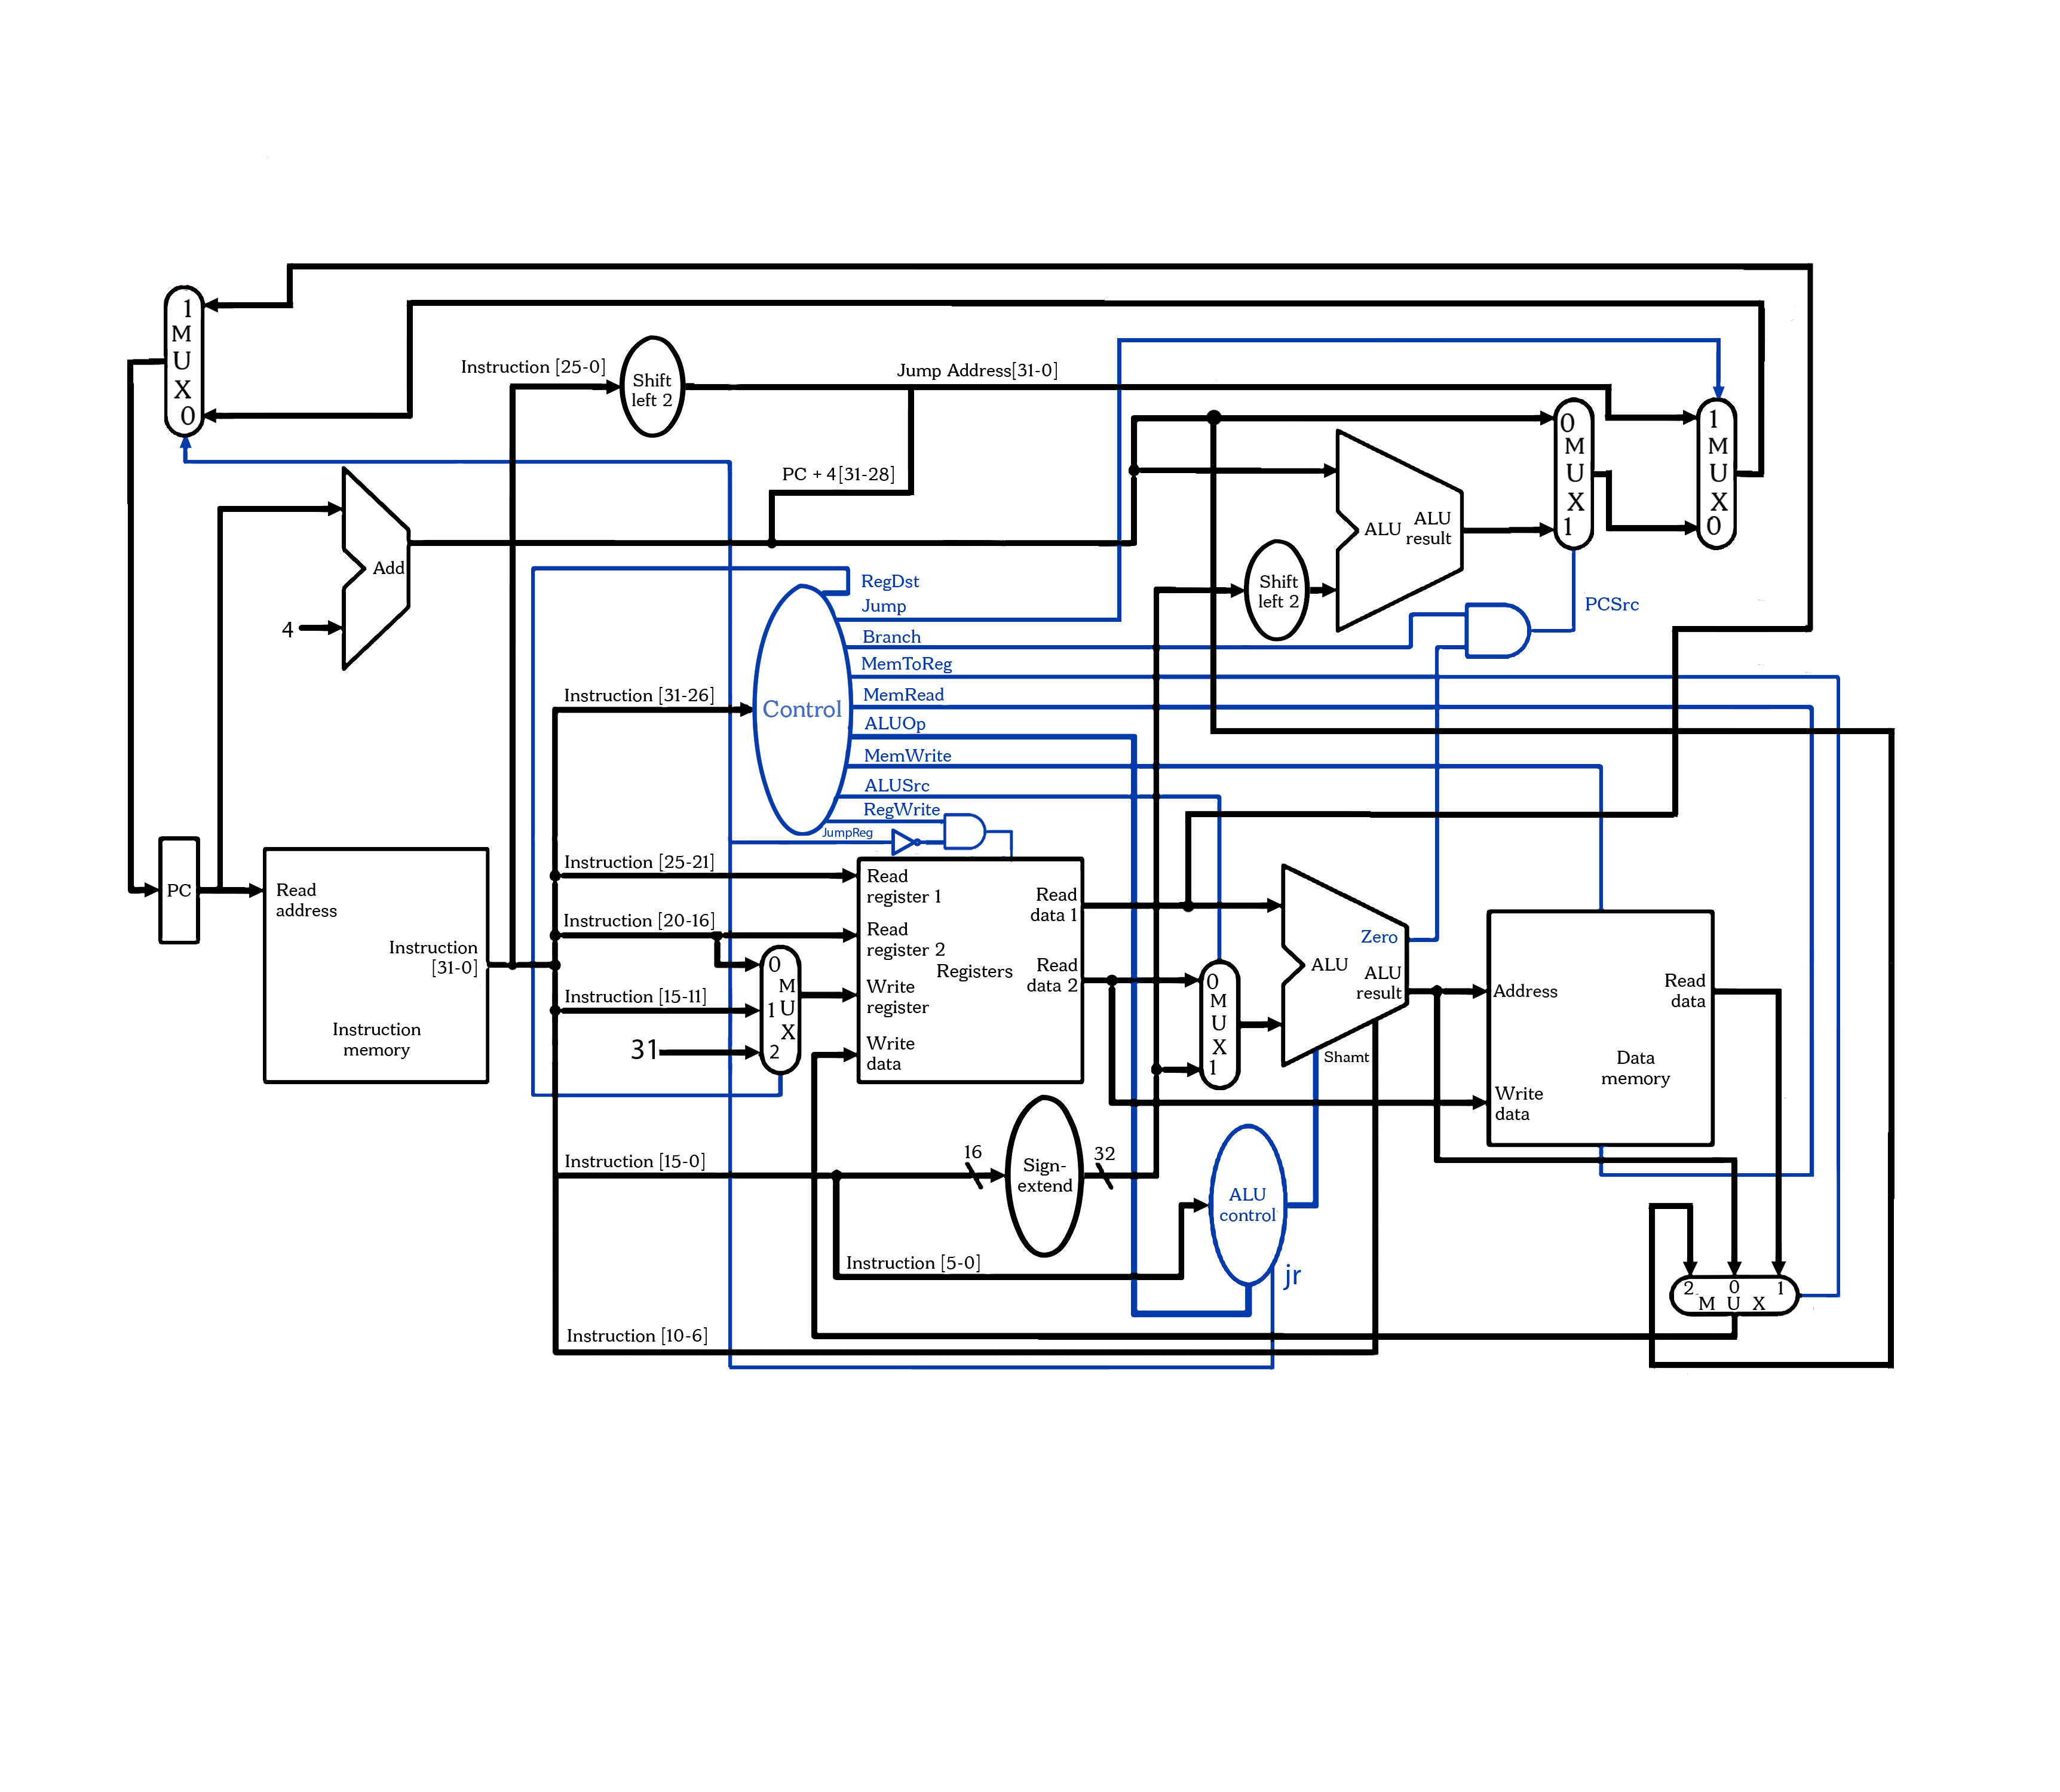 1
M
U
X
0
Instruction [25-0]
Shift
left 2
Jump Address[31-0]
PC + 4[31-28]
Add
4
0
M
U
X
1
1
M
U
X
0
ALU
ALU
result
Shift
left 2
PCSrc
RegDst
Jump
Branch
MemToReg
MemRead
ALUOp
MemWrite
ALUSrc
RegWrite
JumpReg
Control
Instruction [31-26]
Instruction [25-21]
Instruction [20-16]
Instruction [15-11]
31
PC
Read
address
Instruction
[31-0]
Instruction
memory
0
M
1 U
X
2
Read
register 1
Read
register 2
Write
register
Write
data
Registers
Read
data 1
Read
data 2
0
M
U
X
1
Zero
ALU
ALU
result
Shamt
Address
Read
data
Data
memory
Write
data
Instruction [15-0]
16
Sign-
extend
32
ALU
control
jr
Instruction [5-0]
Instruction [10-6]
2 0 1
M U X